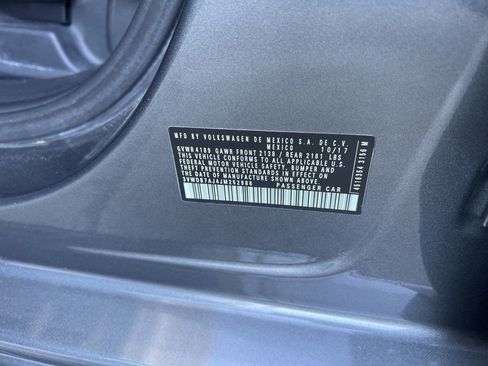 MFD BY VOLKSWAGEN DE MEXICO S.A. DE C.V.
MEXICO 10/17
GVWR 4189 GAWR FRONT 2138 / REAR 2161 LBS
THIS VEHICLE CONFORMS TO ALL APPLICABLE
FEDERAL MOTOR VEHICLE SAFETY, BUMPER AND
THEFT PREVENTION STANDARDS IN EFFECT ON
THE DATE OF MANUFACTURE SHOWN ABOVE
PASSENGER CAR